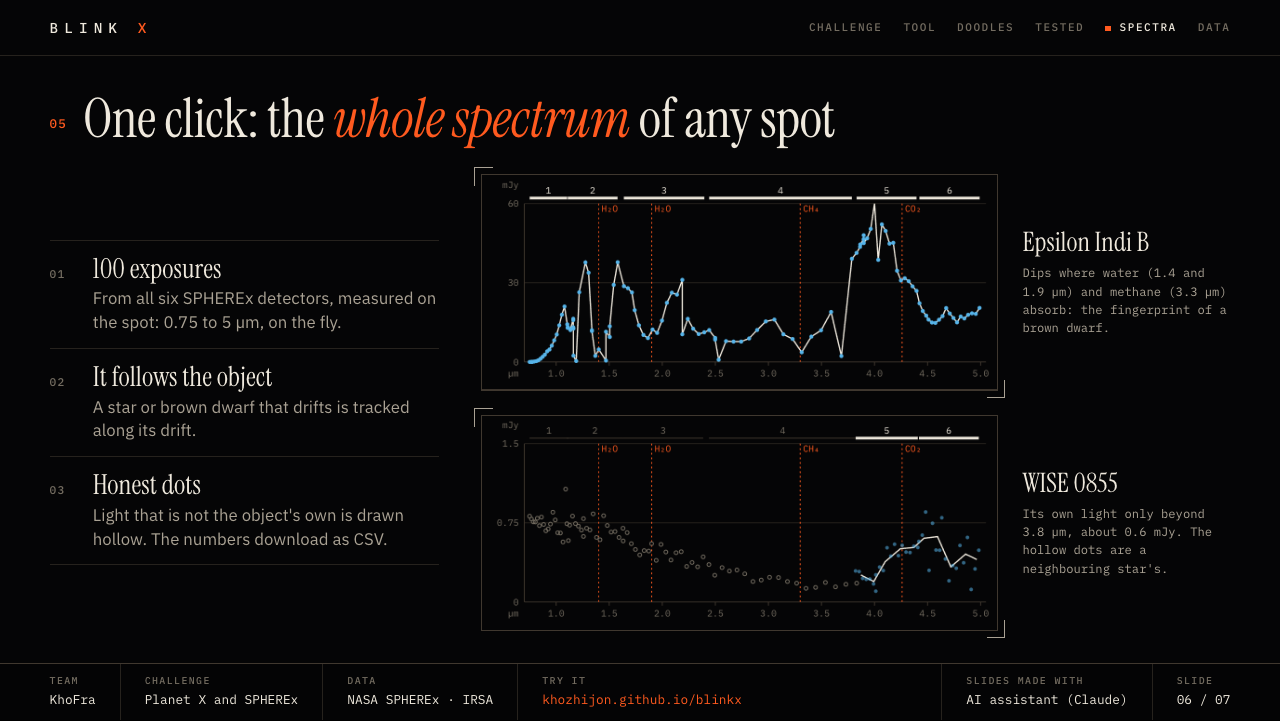 BLINK X
CHALLENGE TOOL DOODLES TESTED SPECTRA DATA
05 One click: the whole spectrum of any spot
01 100 exposures
From all six SPHEREx detectors, measured on
the spot: 0.75 to 5 µm, on the fly.
02 It follows the object
A star or brown dwarf that drifts is tracked
along its drift.
03 Honest dots
Light that is not the object's own is drawn
hollow. The numbers download as CSV.
mJy 1 2 3 4 5 6
60 H₂O H₂O CH₄ CO₂
30
0
µm 1.0 1.5 2.0 2.5 3.0 3.5 4.0 4.5 5.0
Epsilon Indi B
Dips where water (1.4 and
1.9 µm) and methane (3.3 µm)
absorb: the fingerprint of a
brown dwarf.
mJy 1 2 3 4 5 6
1.5 H₂O H₂O CH₄ CO₂
0.75
0
µm 1.0 1.5 2.0 2.5 3.0 3.5 4.0 4.5 5.0
WISE 0855
Its own light only beyond
3.8 µm, about 0.6 mJy. The
hollow dots are a
neighbouring star's.
TEAM
KhoFra
CHALLENGE
Planet X and SPHEREx
DATA
NASA SPHEREx · IRSA
TRY IT
khozhijon.github.io/blinkx
SLIDES MADE WITH
AI assistant (Claude)
SLIDE
06 / 07